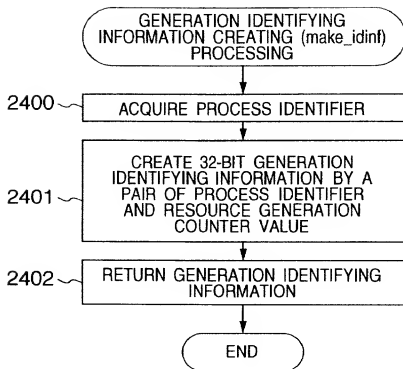 GENERATION IDENTIFYING
INFORMATION CREATING (make_idinf)
PROCESSING
2400
ACQUIRE PROCESS IDENTIFIER
2401
CREATE 32-BIT GENERATION
IDENTIFYING INFORMATION BY A
PAIR OF PROCESS IDENTIFIER
AND RESOURCE GENERATION
COUNTER VALUE
2402
RETURN GENERATION IDENTIFYING
INFORMATION
END